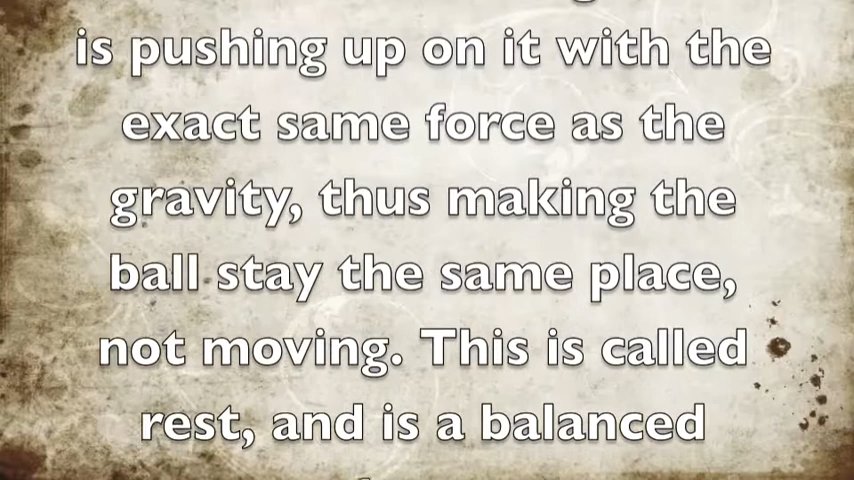 is pushing up on it with the
exact same force as the
gravity, thus making the
ball stay the same place,
not moving. This is called
rest, and is a balanced